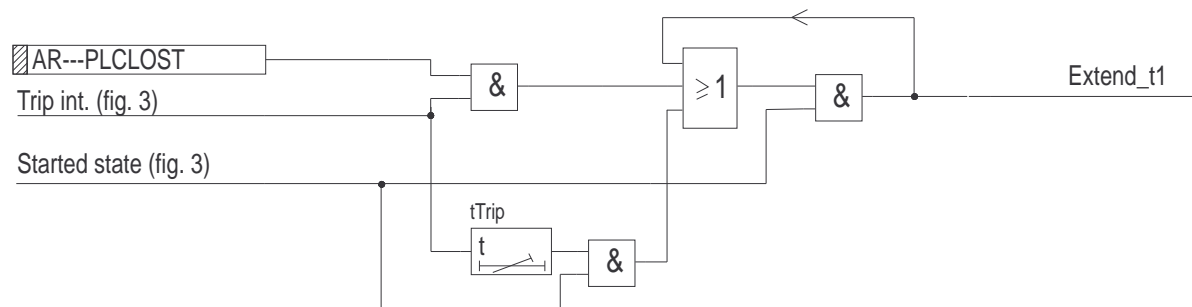 AR---PLCLOST
Trip int. (fig. 3)
&
≥1
&
Extend_t1
Started state (fig. 3)
tTrip
t
&